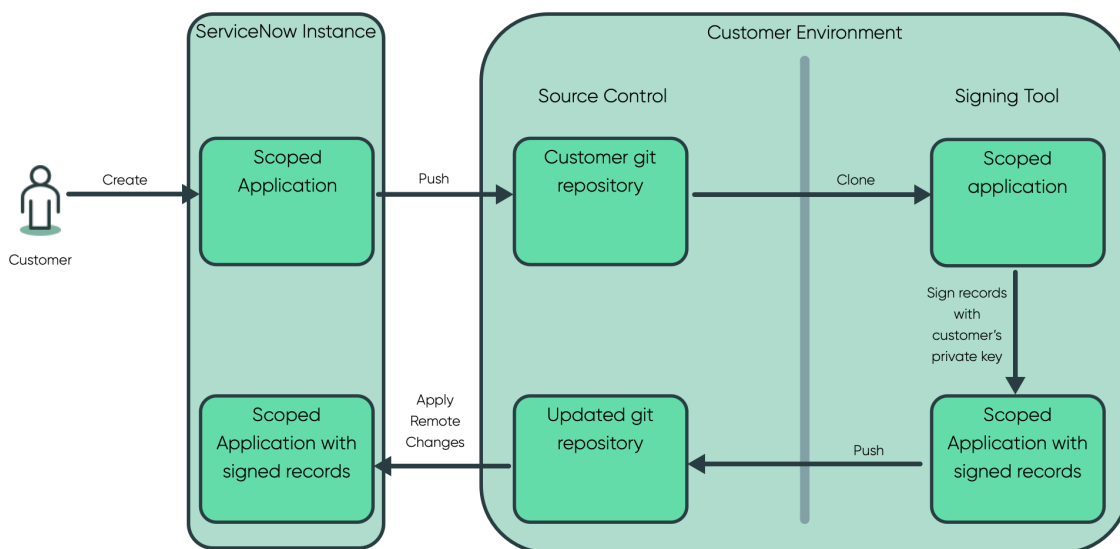 ServiceNow Instance
Customer Environment
Source Control
Signing Tool
Scoped
Application
Customer git
repository
Scoped
application
Create
Push
Clone
Customer
Sign records
with
customer’s
private key
Scoped
Application with
signed records
Apply
Remote
Changes
Updated git
repository
Push
Scoped
Application with
signed records